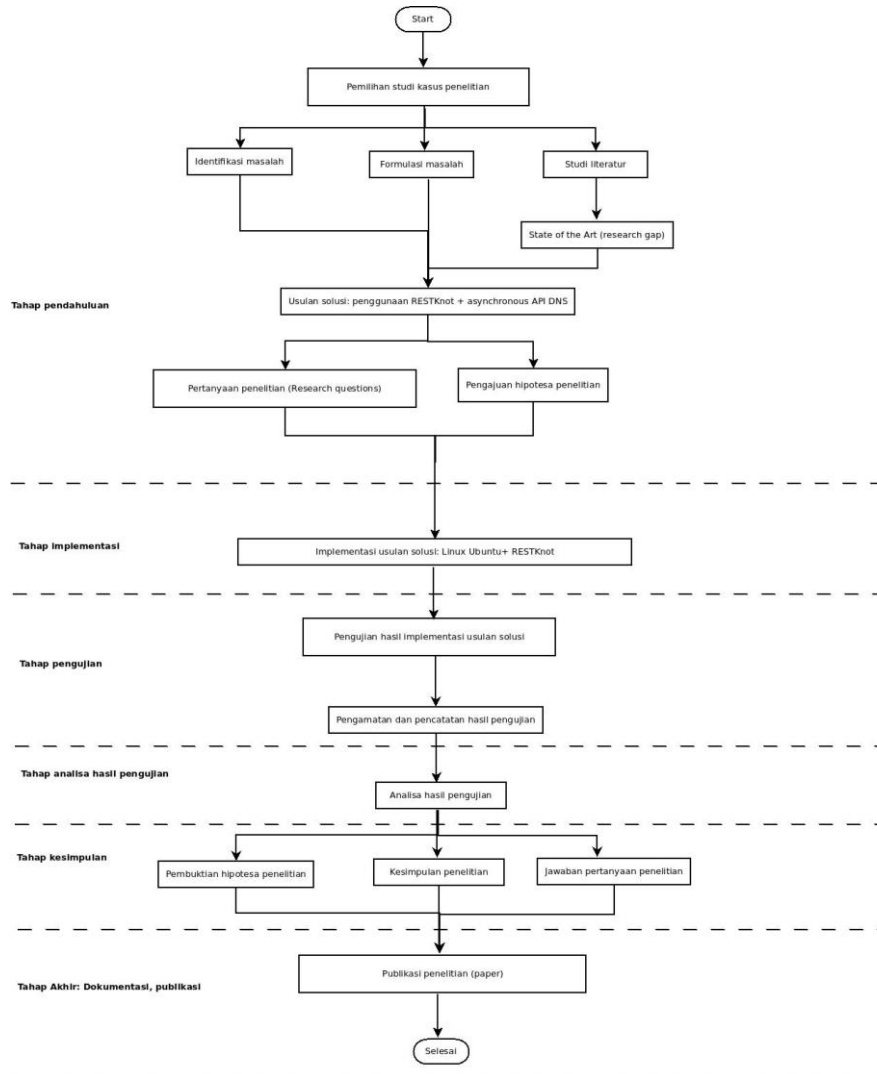 Start
Pemilihan studi kasus penelitian
Identifikasi masalah
Formulasi masalah
Studi literatur
State of the Art (research gap)
Tahap pendahuluan
Usulan solusi: penggunaan RESTKnot + asynchronous API DNS
Pertanyaan penelitian (Research questions)
Pengajuan hipotesa penelitian
Tahap implementasi
Implementasi usulan solusi: Linux Ubuntu+ RESTKnot
Pengujian hasil implementasi usulan solusi
Tahap pengujian
Pengamatan dan pencatatan hasil pengujian
Tahap analisa hasil pengujian
Analisa hasil pengujian
Tahap kesimpulan
Pembuktian hipotesa penelitian
Kesimpulan penelitian
Jawaban pertanyaan penelitian
Publikasi penelitian (paper)
Tahap Akhir: Dokumentasi, publikasi
Selesai